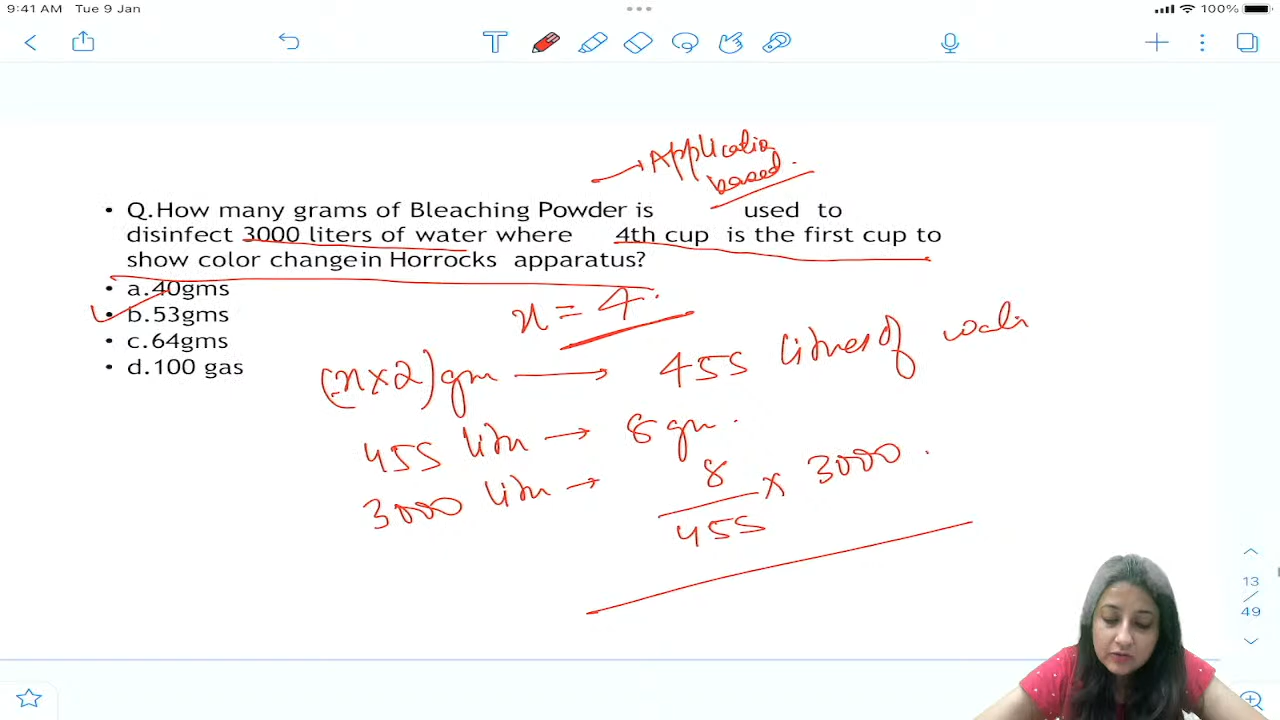 9:41 AM Tue 9 Jan
100%
T
→ Application
based.
• Q.How many grams of Bleaching Powder is used to
disinfect 3000 liters of water where 4th cup is the first cup to
show color changein Horrocks apparatus?
• a.40gms
• b.53gms
• c.64gms
• d.100 gas
n = 4.
(n×2) gm → 455 litres of
455 litre → 8 gm.
3000 litre → 8/455 × 3000.
13
/
49